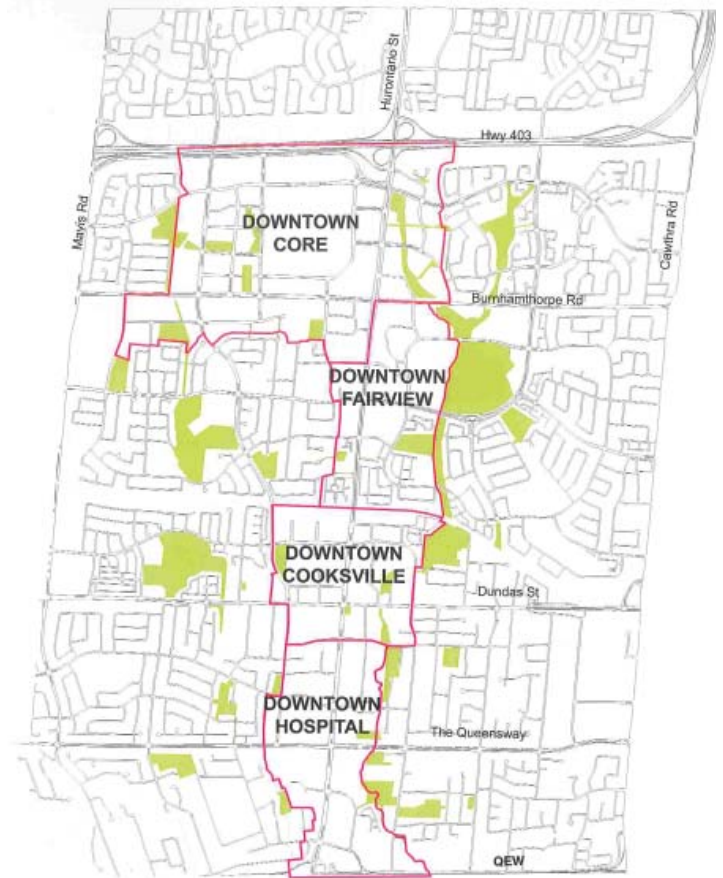 Hurontario St
Hwy 403
Mavis Rd
DOWNTOWN
CORE
Cawthra Rd
Burnhamthorpe Rd
DOWNTOWN
FAIRVIEW
DOWNTOWN
COOKSVILLE
Dundas St
DOWNTOWN
HOSPITAL
The Queensway
QEW